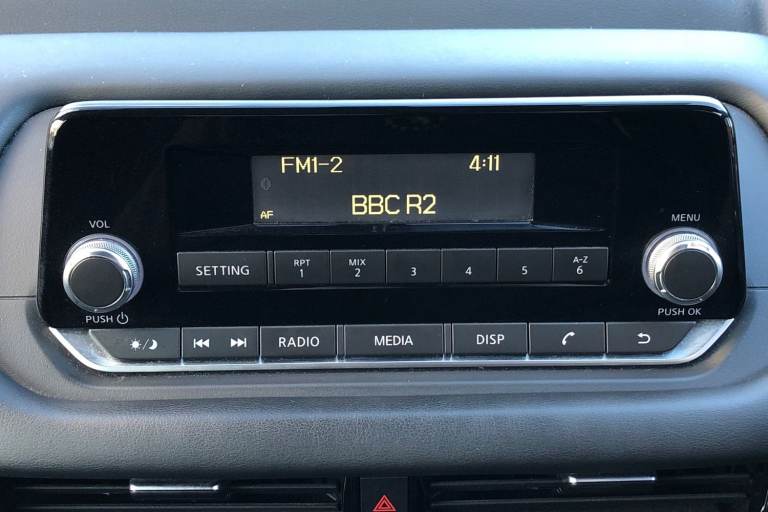 FM1-2 4:11
AF BBC R2
VOL
MENU
SETTING RPT 1 MIX 2 3 4 5 A-Z 6
PUSH
PUSH OK
RADIO MEDIA DISP